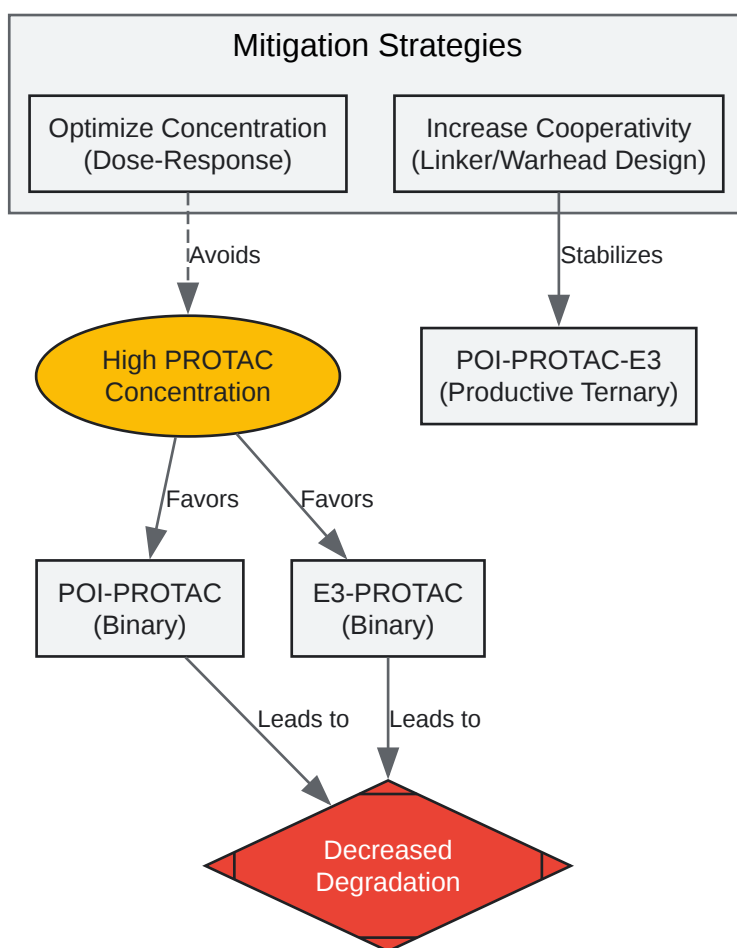 Mitigation Strategies
Optimize Concentration
(Dose-Response)
Increase Cooperativity
(Linker/Warhead Design)
Avoids
Stabilizes
High PROTAC
Concentration
POI-PROTAC-E3
(Productive Ternary)
Favors
Favors
POI-PROTAC
(Binary)
E3-PROTAC
(Binary)
Leads to
Leads to
Decreased
Degradation